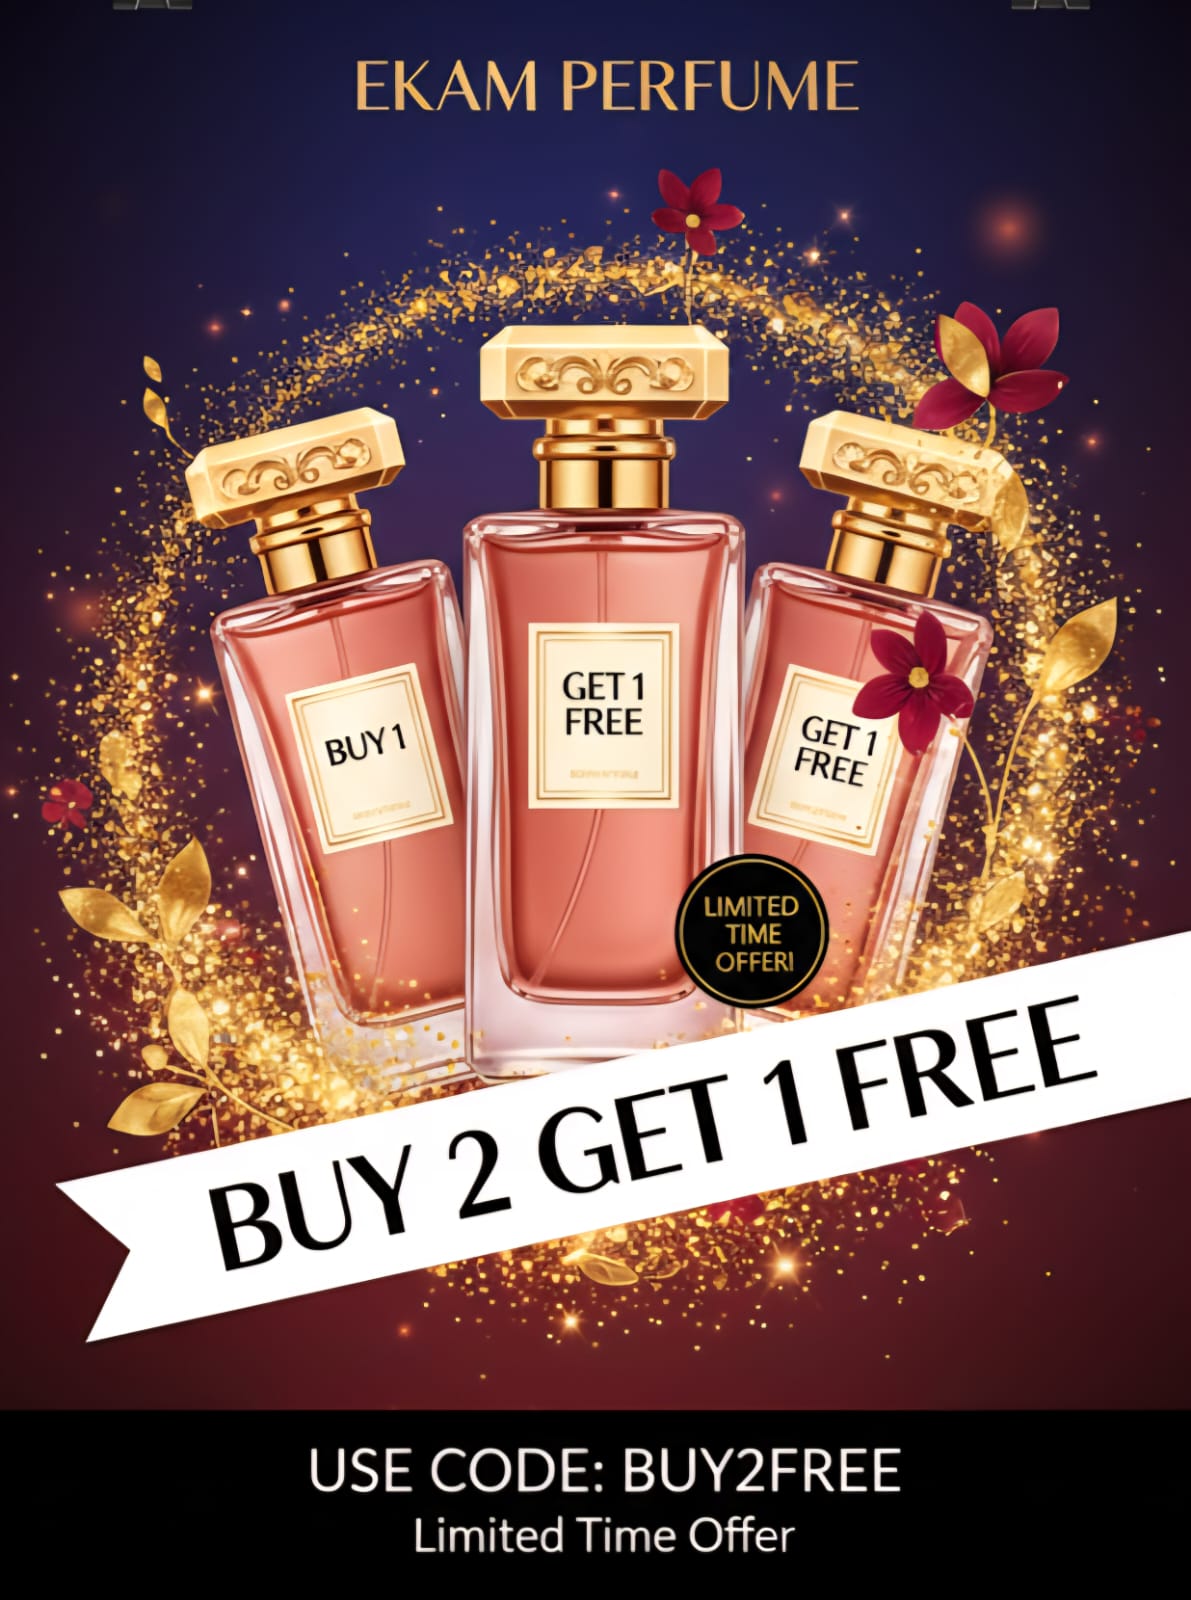 EKAM PERFUME
BUY 1
GET 1
FREE
GET 1
FREE
LIMITED
TIME
OFFER!
BUY 2 GET 1 FREE
USE CODE: BUY2FREE
Limited Time Offer